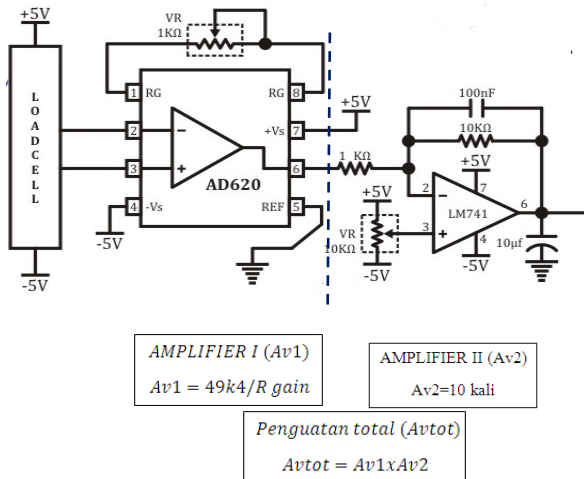 +5V
LOADCELL
-5V
VR
1KΩ
1
RG
RG
8
2
−
+Vs
7
3
+
6
AD620
4
-Vs
REF
5
-5V
+5V
1 KΩ
100nF
10KΩ
+5V
2
−
7
6
LM741
3
+
4
-5V
+5V
VR
10KΩ
-5V
10µf
AMPLIFIER I (Av1)
Av1 = 49k4/R gain
AMPLIFIER II (Av2)
Av2=10 kali
Penguatan total (Avtot)
Avtot = Av1xAv2